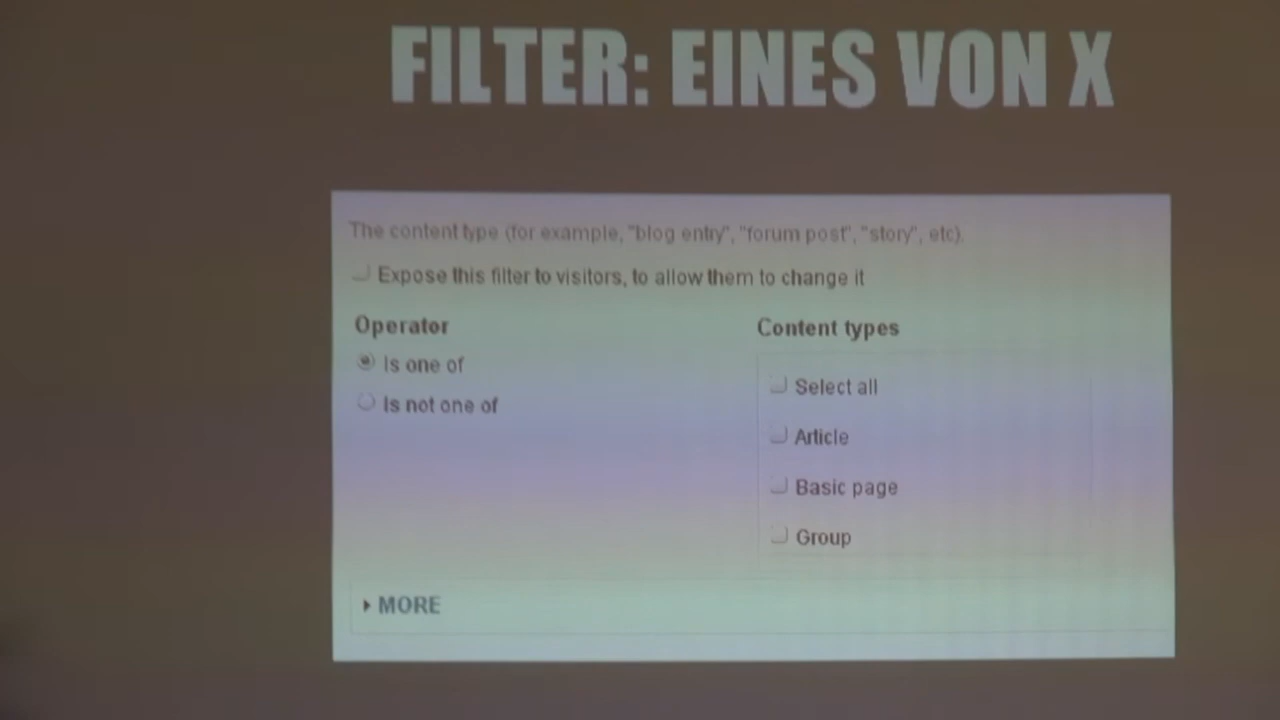 FILTER: EINES VON X
The content type (for example, "blog entry", "forum post", "story", etc).
Expose this filter to visitors, to allow them to change it
Operator
Is one of
Is not one of
Content types
Select all
Article
Basic page
Group
MORE